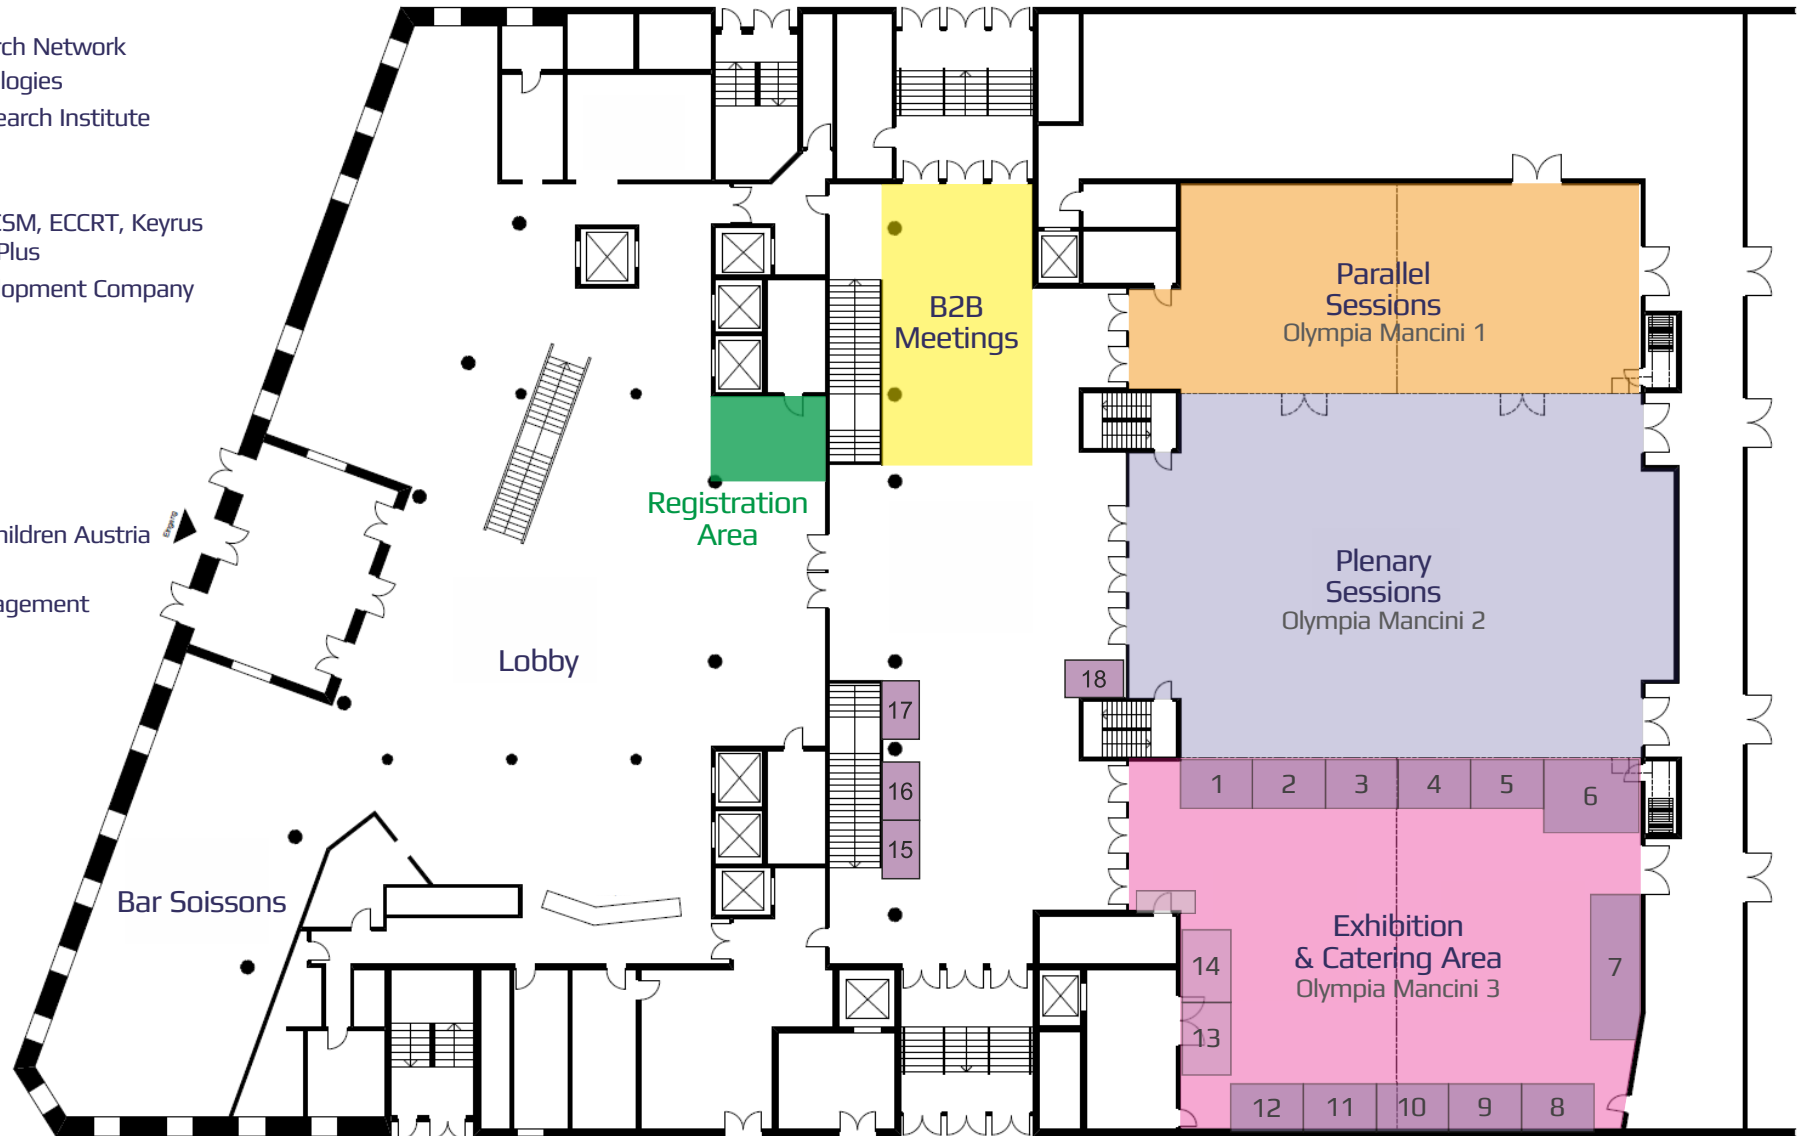 rch Network
logies
earch Institute
CSM, ECCRT, Keyrus
Plus
opment Company
hildren Austria
agement
Eingang
B2B
Meetings
Parallel
Sessions
Olympia Mancini 1
Registration
Area
Plenary
Sessions
Olympia Mancini 2
Lobby
18
17
16
15
1 2 3 4 5 6
Bar Soissons
Exhibition
& Catering Area
Olympia Mancini 3
14
7
13
12 11 10 9 8